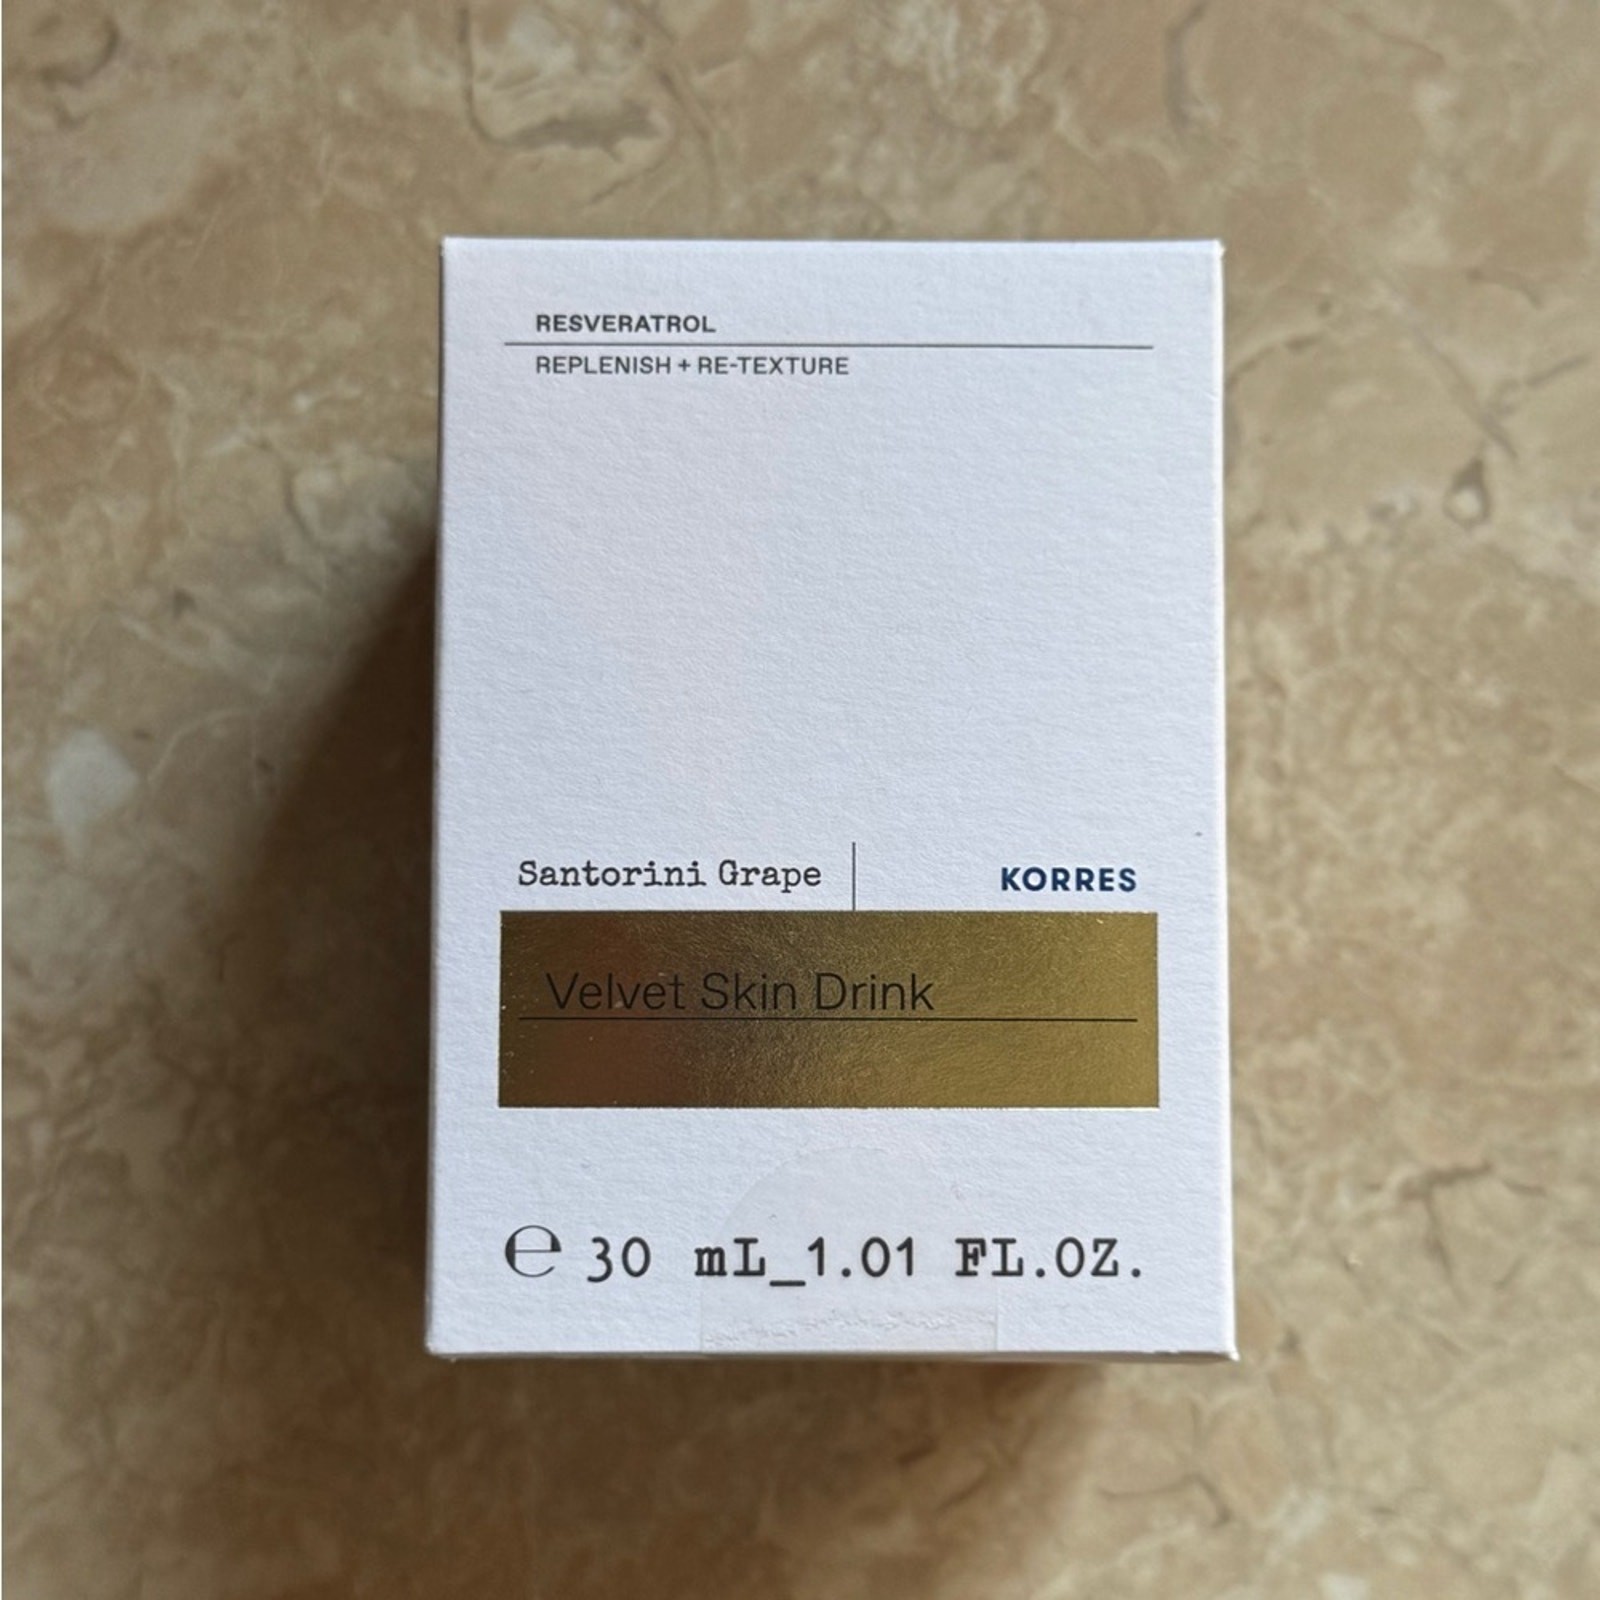 RESVERATROL
REPLENISH + RE-TEXTURE
Santorini Grape
KORRES
Velvet Skin Drink
℮ 30 mL_1.01 FL.OZ.